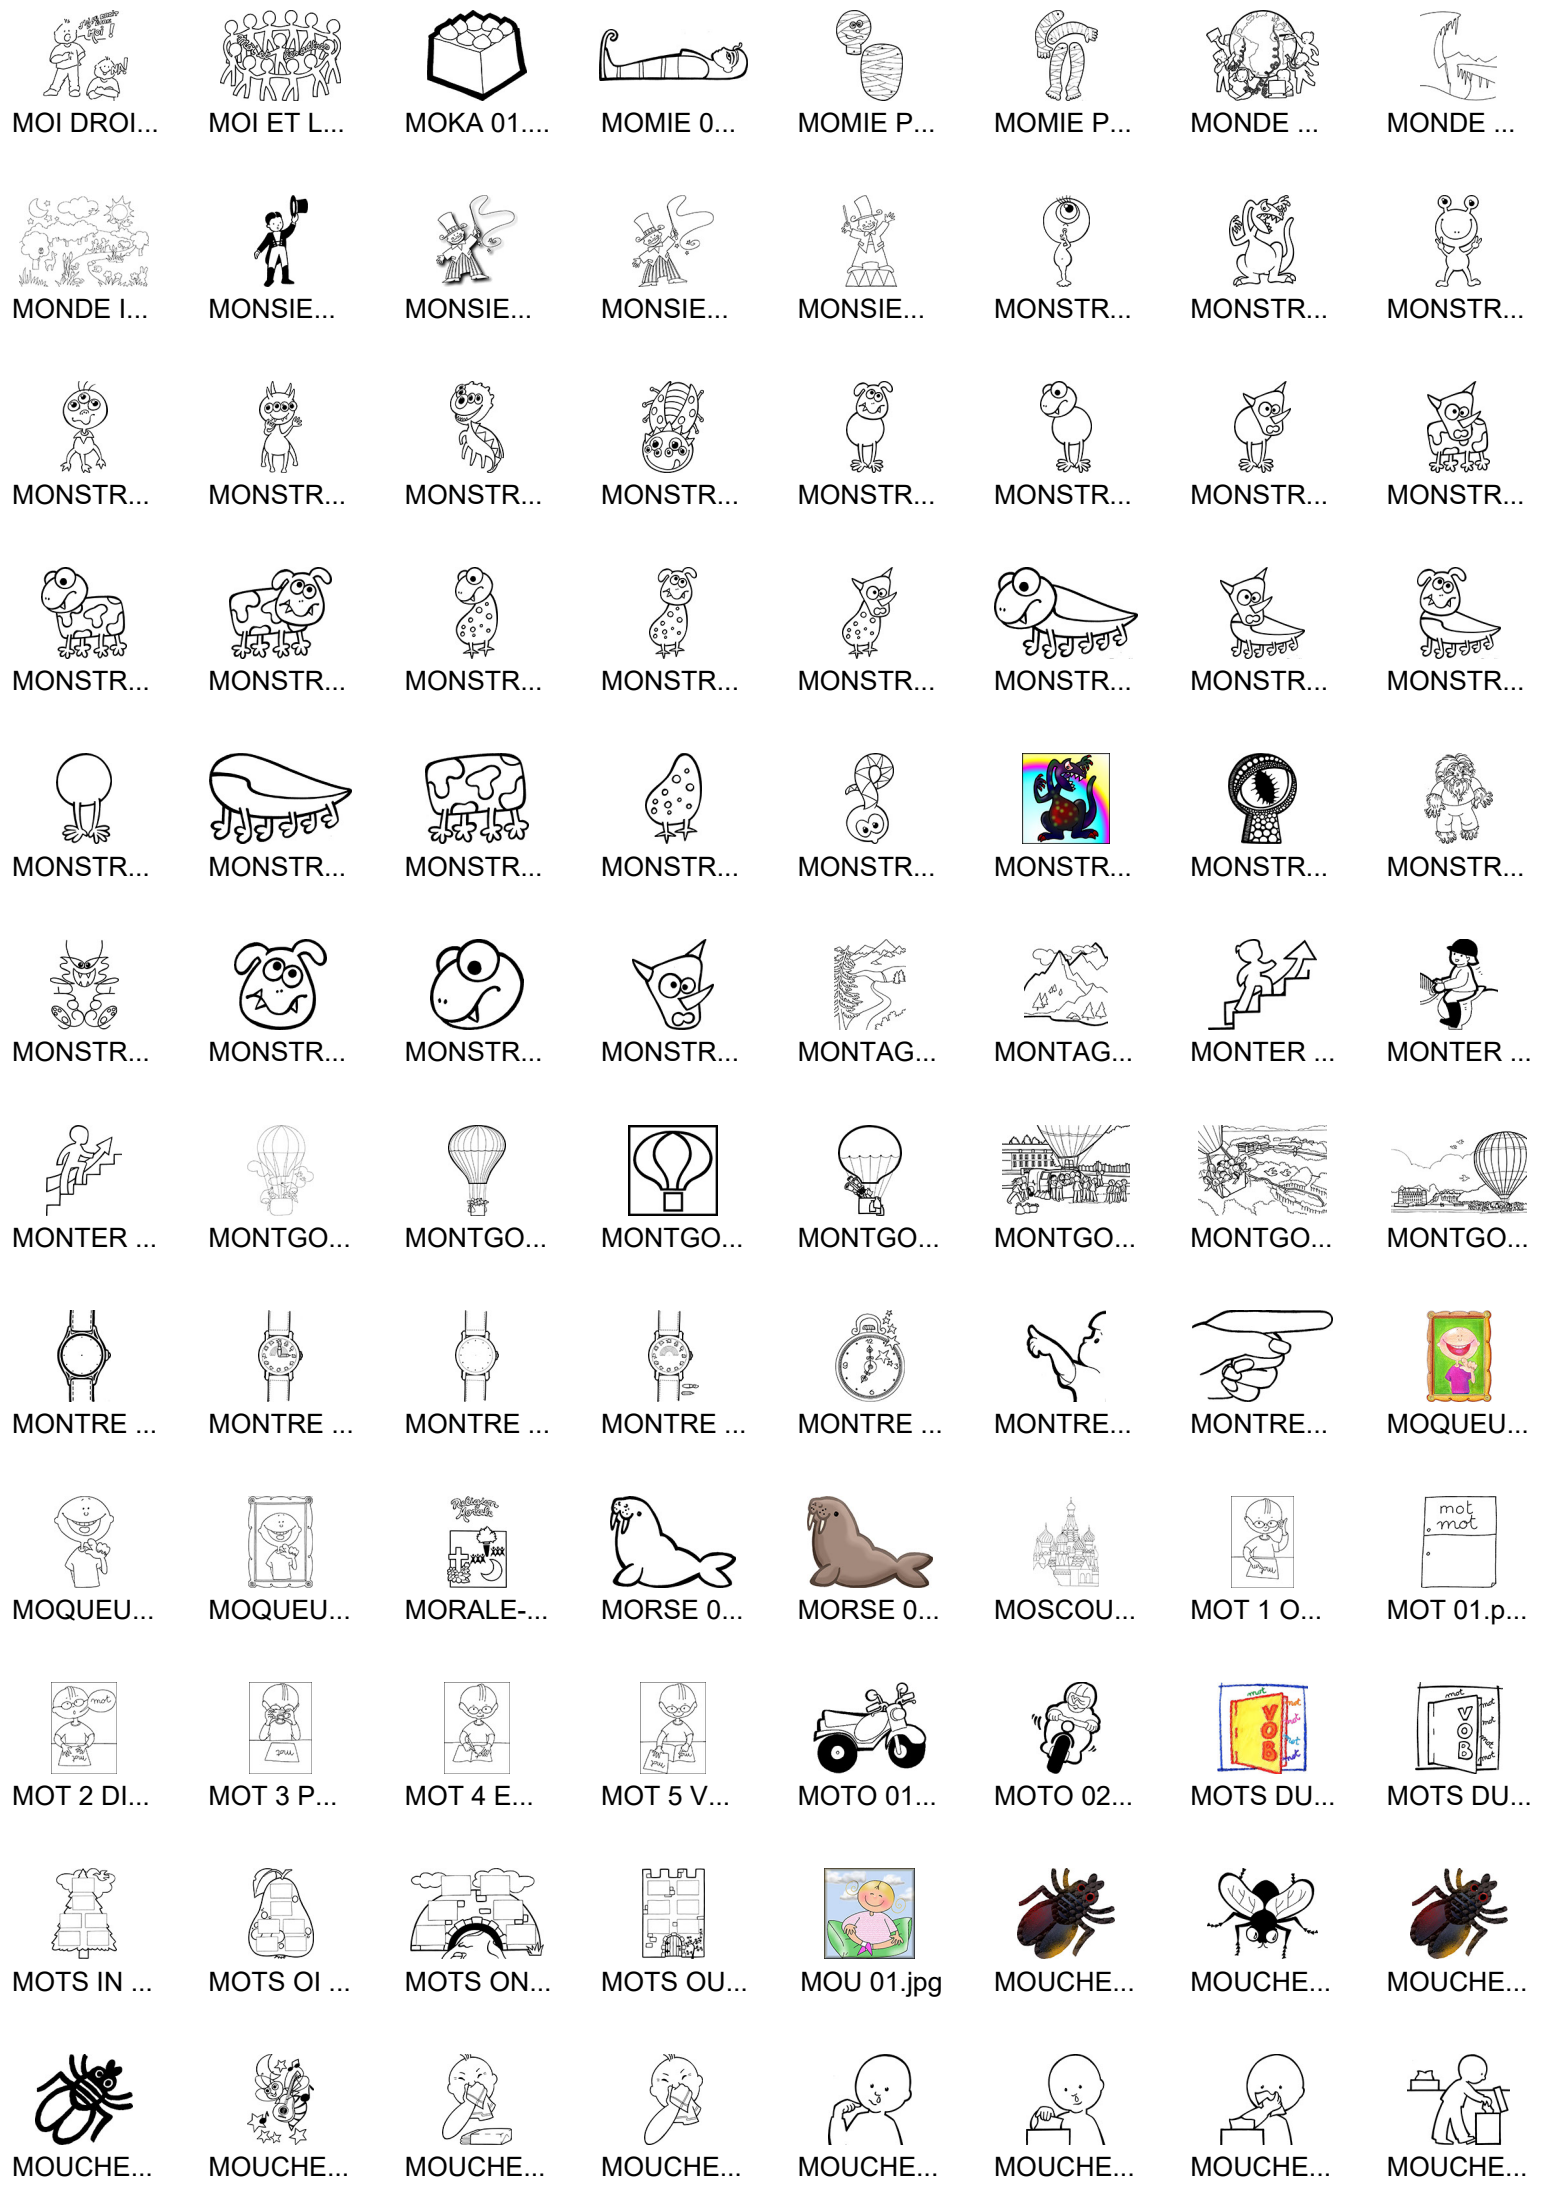 MOI DROI... MOI ET L... MOKA 01.... MOMIE 0... MOMIE P... MOMIE P... MONDE ... MONDE ...
MONDE I... MONSIE... MONSIE... MONSIE... MONSIE... MONSTR... MONSTR... MONSTR...
MONSTR... MONSTR... MONSTR... MONSTR... MONSTR... MONSTR... MONSTR... MONSTR...
MONSTR... MONSTR... MONSTR... MONSTR... MONSTR... MONSTR... MONSTR... MONSTR...
MONSTR... MONSTR... MONSTR... MONSTR... MONSTR... MONSTR... MONSTR... MONSTR...
MONSTR... MONSTR... MONSTR... MONSTR... MONTAG... MONTAG... MONTER ... MONTER ...
MONTER ... MONTGO... MONTGO... MONTGO... MONTGO... MONTGO... MONTGO... MONTGO...
MONTRE ... MONTRE ... MONTRE ... MONTRE ... MONTRE ... MONTRE... MONTRE... MOQUEU...
mot
mot
MOQUEU... MOQUEU... MORALE-... MORSE 0... MORSE 0... MOSCOU... MOT 1 O... MOT 01.p...
mot
VOB
VOB
MOT 2 DI... MOT 3 P... MOT 4 E... MOT 5 V... MOTO 01... MOTO 02... MOTS DU... MOTS DU...
MOTS IN ... MOTS OI ... MOTS ON... MOTS OU... MOU 01.jpg MOUCHE... MOUCHE... MOUCHE...
MOUCHE... MOUCHE... MOUCHE... MOUCHE... MOUCHE... MOUCHE... MOUCHE... MOUCHE...